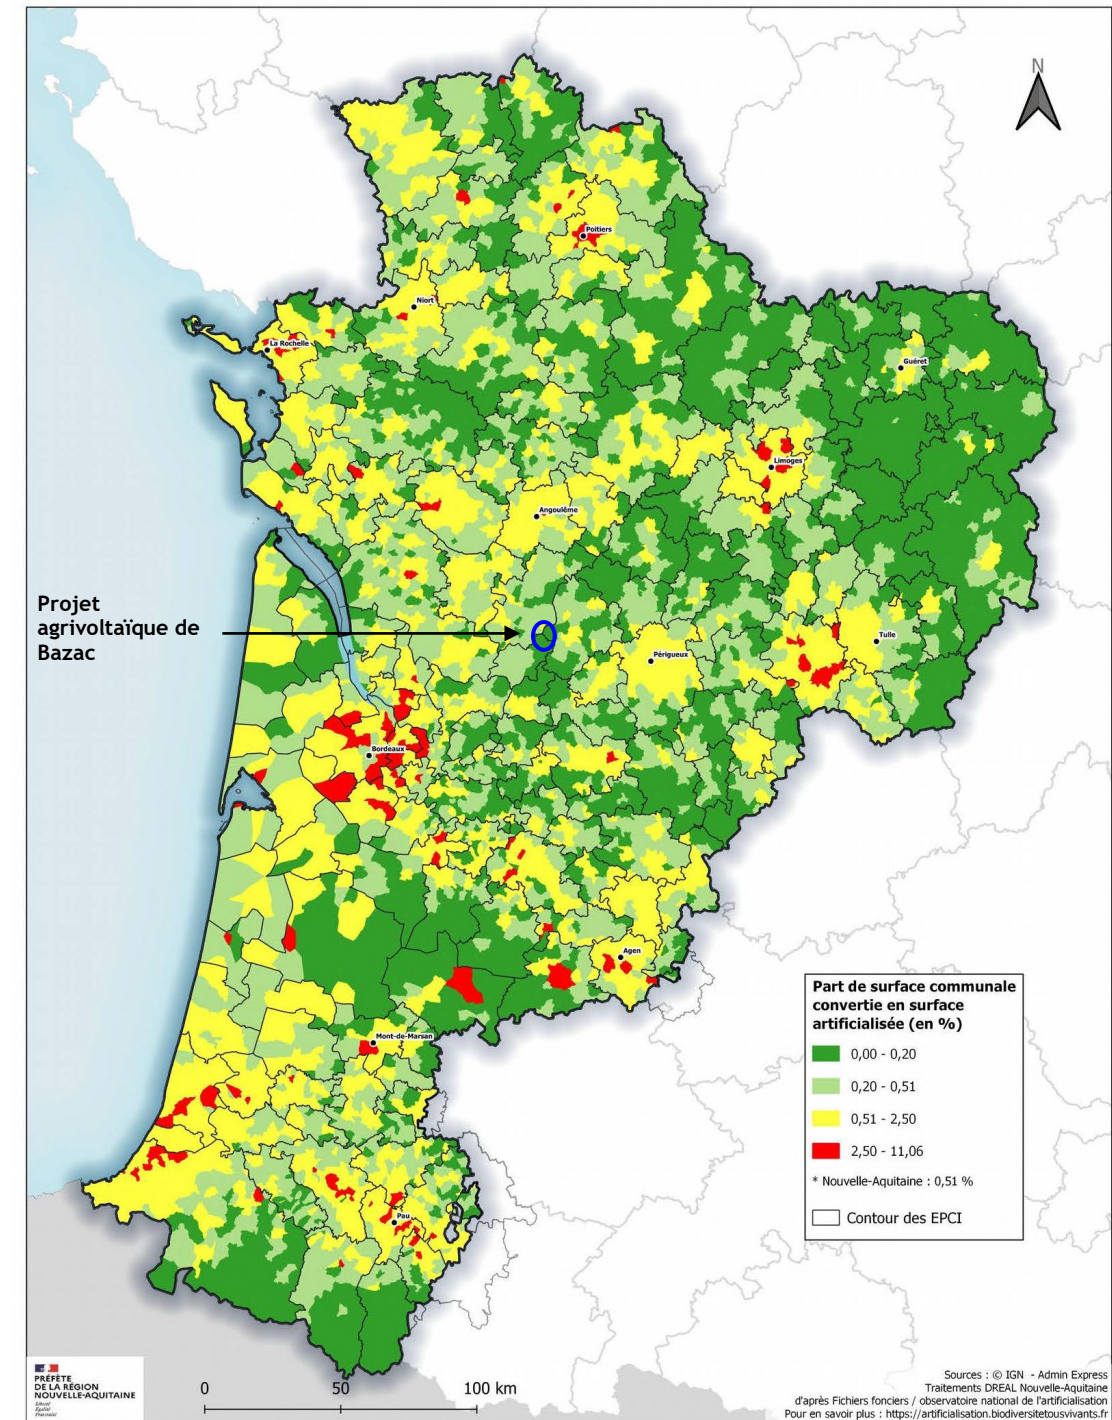 N
Poitiers
Niort
La Rochelle
Guéret
Limoges
Angoulême
Projet
agrivoltaïque de
Bazac
Tulle
Périgueux
Bordeaux
Agen
Mont-de-Marsan
Pau
Part de surface communale
convertie en surface
artificialisée (en %)
0,00 - 0,20
0,20 - 0,51
0,51 - 2,50
2,50 - 11,06
* Nouvelle-Aquitaine : 0,51 %
Contour des EPCI
PRÉFÈTE
DE LA RÉGION
NOUVELLE-AQUITAINE
Liberté
Égalité
Fraternité
0 50 100 km
Sources : © IGN - Admin Express
Traitements DREAL Nouvelle-Aquitaine
d'après Fichiers fonciers / observatoire national de l'artificialisation
Pour en savoir plus : https://artificialisation.biodiversitetousvivants.fr